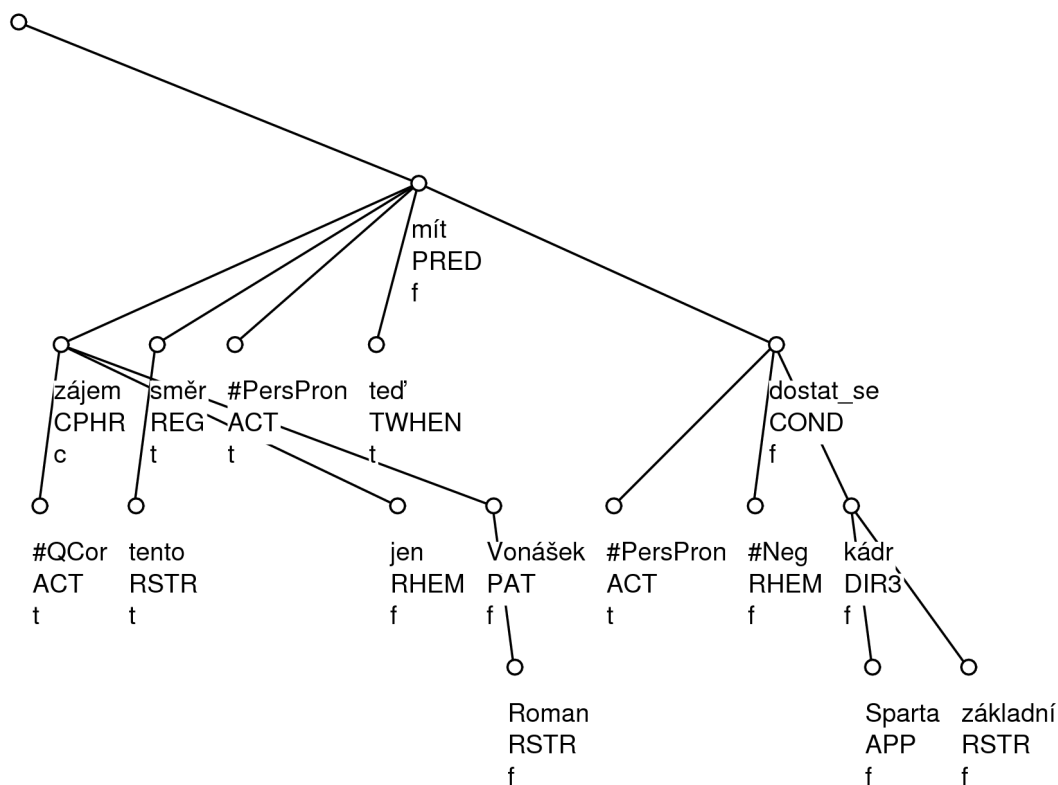 mít
PRED
f
zájem směr #PersPron teď dostat_se
CPHR REG ACT TWHEN COND
c t t t f
#QCor tento jen Vonášek #PersPron #Neg kádr
ACT RSTR RHEM PAT ACT RHEM DIR3
t t f f t f f
Roman Sparta základní
RSTR APP RSTR
f f f